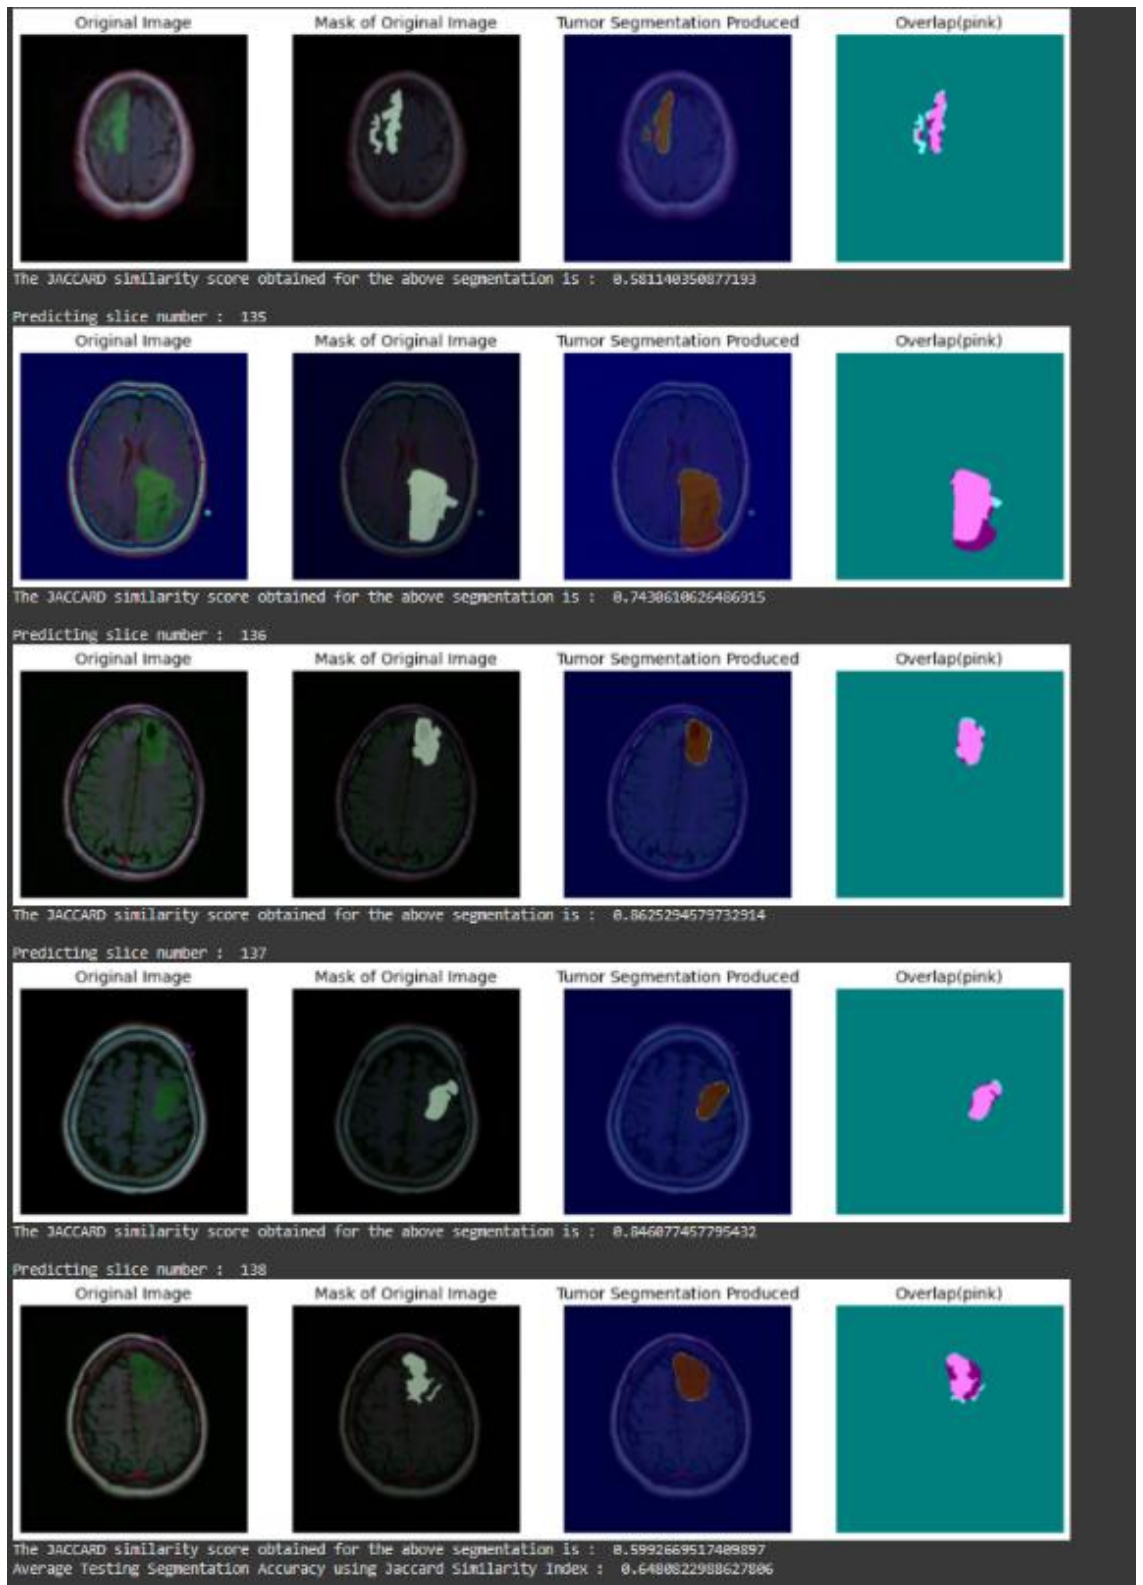 Original Image Mask of Original Image Tumor Segmentation Produced Overlap(pink)
The JACCARD similarity score obtained for the above segmentation is : 0.581140350877193
Predicting slice number : 135
Original Image Mask of Original Image Tumor Segmentation Produced Overlap(pink)
The JACCARD similarity score obtained for the above segmentation is : 0.7430610626486915
Predicting slice number : 136
Original Image Mask of Original Image Tumor Segmentation Produced Overlap(pink)
The JACCARD similarity score obtained for the above segmentation is : 0.8625294579732914
Predicting slice number : 137
Original Image Mask of Original Image Tumor Segmentation Produced Overlap(pink)
The JACCARD similarity score obtained for the above segmentation is : 0.846077457795432
Predicting slice number : 138
Original Image Mask of Original Image Tumor Segmentation Produced Overlap(pink)
The JACCARD similarity score obtained for the above segmentation is : 0.5992669517409897
Average Testing Segmentation Accuracy using Jaccard Similarity Index : 0.6480822988627806